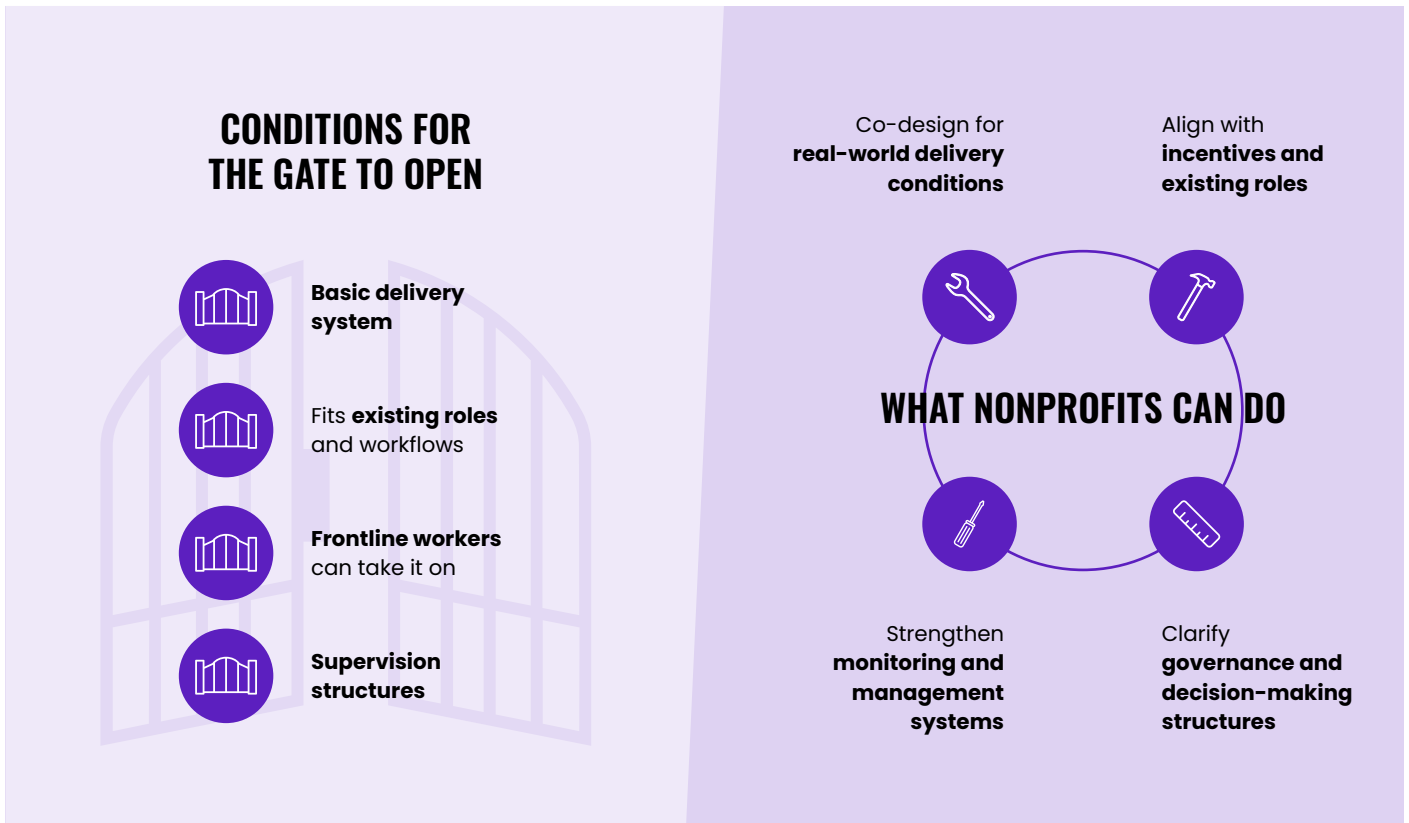 CONDITIONS FOR
THE GATE TO OPEN
Basic delivery
system
Fits existing roles
and workflows
Frontline workers
can take it on
Supervision
structures
Co-design for
real-world delivery
conditions
Align with
incentives and
existing roles
WHAT NONPROFITS CAN DO
Strengthen
monitoring and
management
systems
Clarify
governance and
decision-making
structures